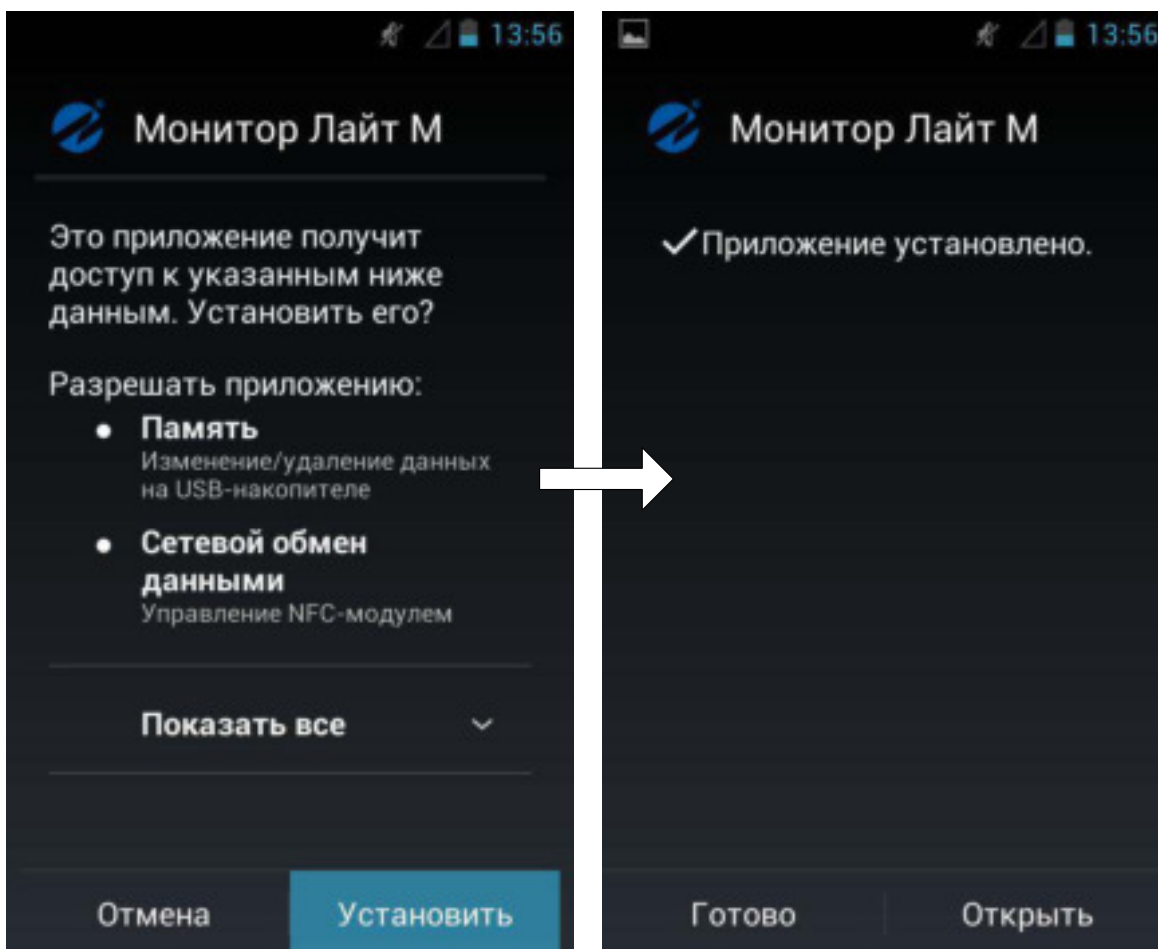 13:56
Монитор Лайт М
Это приложение получит
доступ к указанным ниже
данным. Установить его?
Разрешать приложению:
Память
Изменение/удаление данных
на USB-накопителе
Сетевой обмен
данными
Управление NFC-модулем
Показать все
Отмена
Установить
13:56
Монитор Лайт М
Приложение установлено.
Готово
Открыть